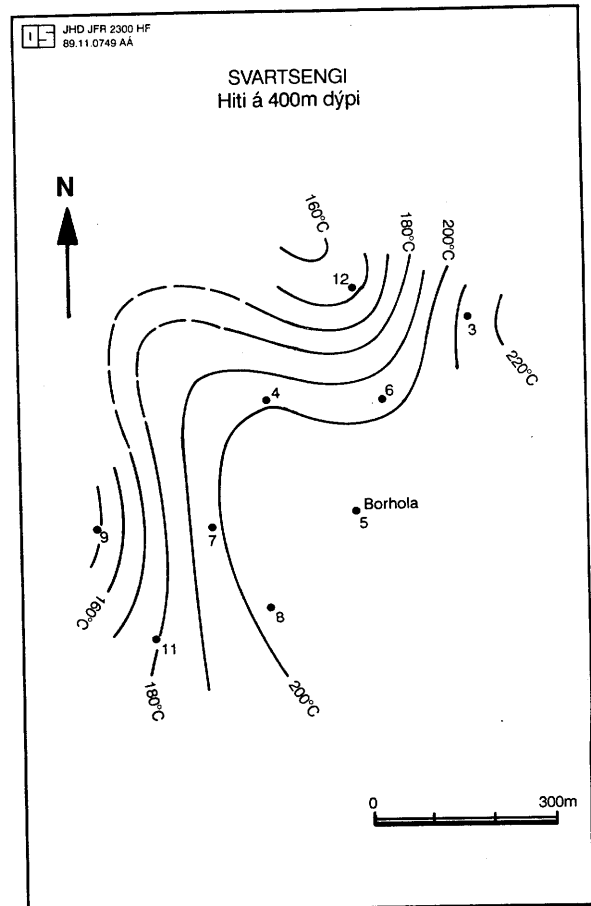 JHD JFR 2300 HF
89.11.0749 AÁ
SVARTSENGI
Hiti á 400m dýpi
N
160°C
180°C
200°C
12
3
220°C
4
6
Borhola
5
9
7
8
160°C
11
180°C
200°C
0
300m